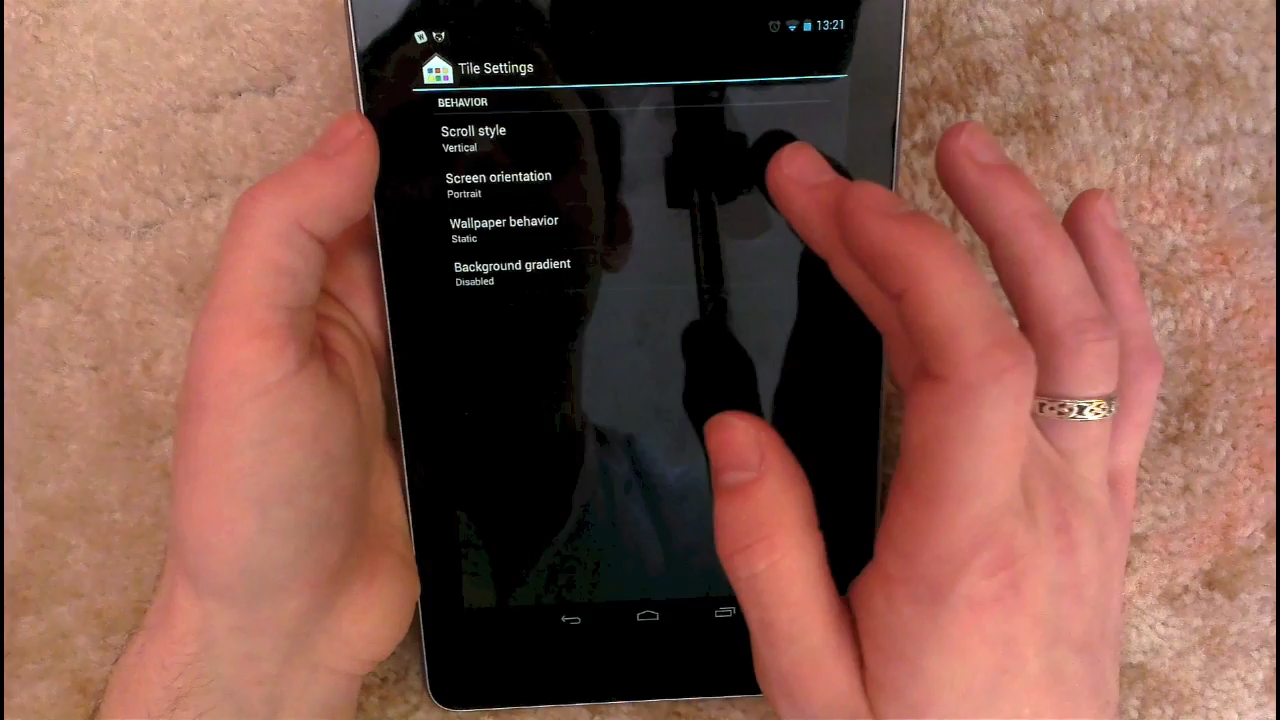 13:21
Tile Settings
BEHAVIOR
Scroll style
Vertical
Screen orientation
Portrait
Wallpaper behavior
Static
Background gradient
Disabled